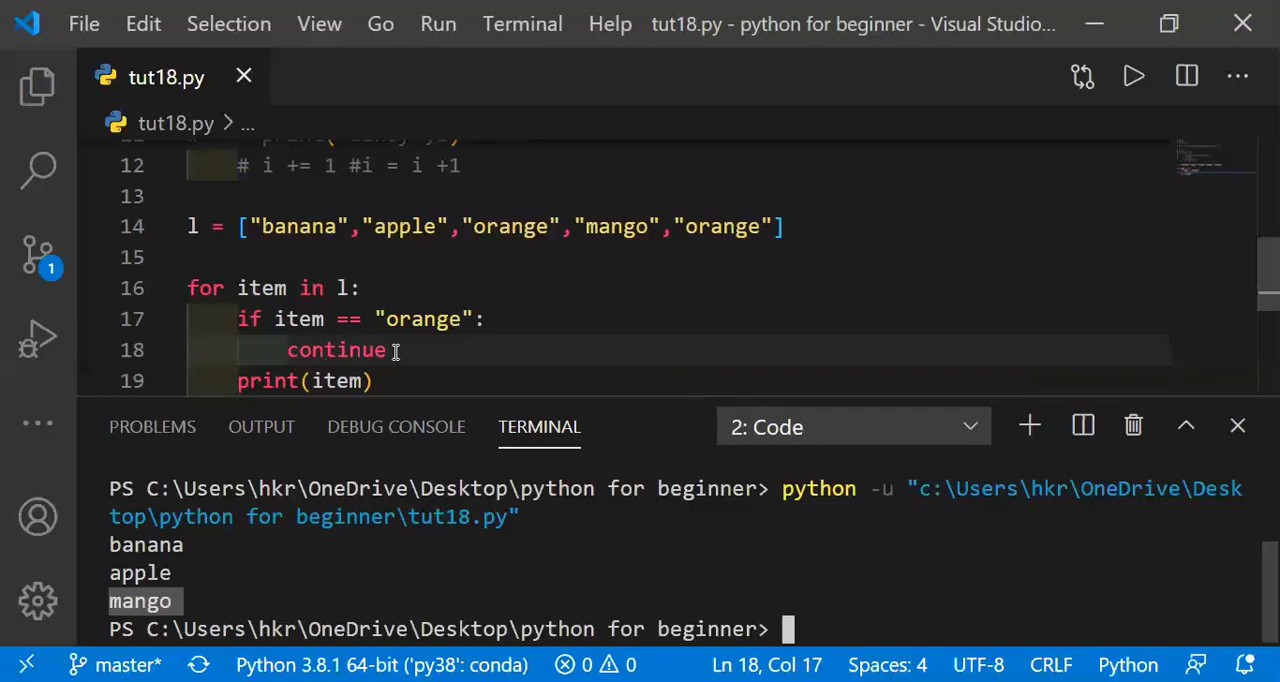 File Edit Selection View Go Run Terminal Help tut18.py - python for beginner - Visual Studio...
tut18.py
tut18.py > ...
12 # i += 1 #i = i +1
13
14 l = ["banana","apple","orange","mango","orange"]
15
16 for item in l:
17 if item == "orange":
18 continue
19 print(item)
PROBLEMS OUTPUT DEBUG CONSOLE TERMINAL 2: Code
PS C:\Users\hkr\OneDrive\Desktop\python for beginner> python -u "c:\Users\hkr\OneDrive\Desk
top\python for beginner\tut18.py"
banana
apple
mango
PS C:\Users\hkr\OneDrive\Desktop\python for beginner>
1
master* Python 3.8.1 64-bit ('py38': conda) 0 0 Ln 18, Col 17 Spaces: 4 UTF-8 CRLF Python